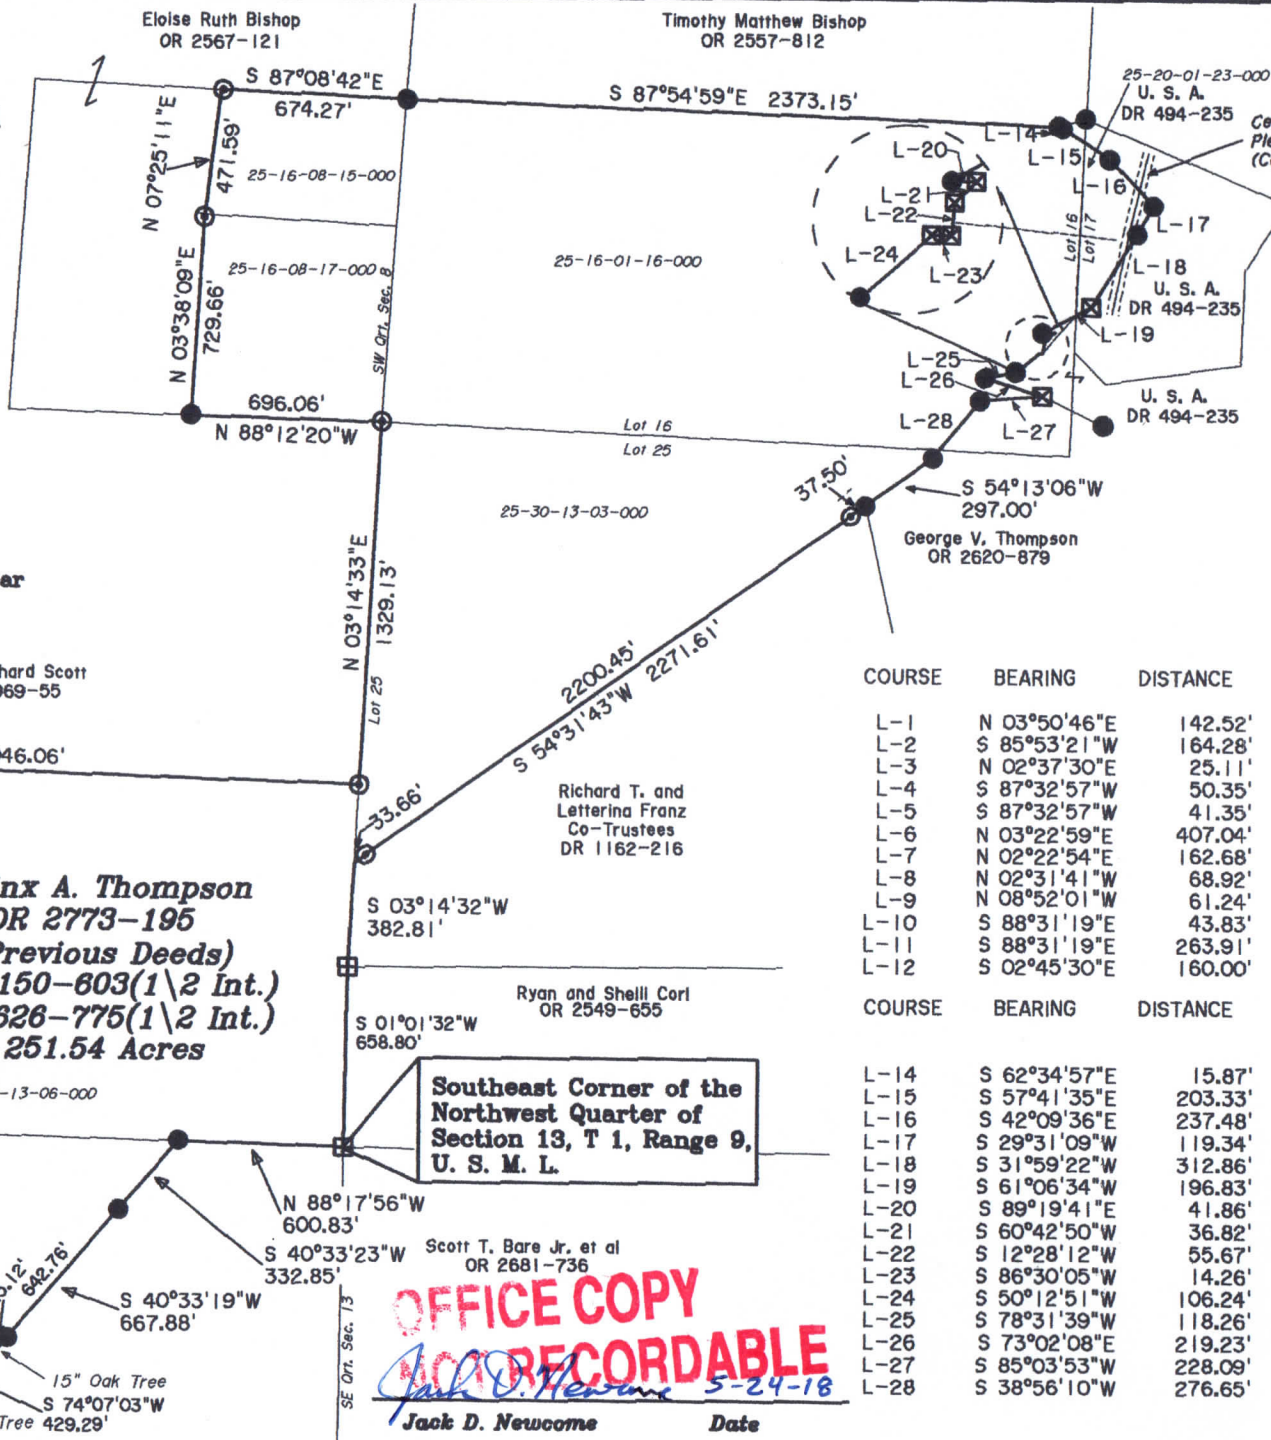 Eloise Ruth Bishop
OR 2567-121
Timothy Matthew Bishop
OR 2557-812
S 87°08'42"E
674.27'
S 87°54'59"E 2373.15'
25-20-01-23-000
U. S. A.
DR 494-235
N 07°25'11"E
471.59'
25-16-08-15-000
L-14
L-15
L-16
L-17
L-18
U. S. A.
DR 494-235
L-19
L-20
L-21
L-22
L-23
L-24
Lot 16
Lot 17
N 03°38'09"E
729.66'
25-16-08-17-000
SW Qrt. Sec. 8
25-16-01-16-000
L-25
L-26
L-27
L-28
U. S. A.
DR 494-235
696.06'
N 88°12'20"W
Lot 16
Lot 25
37.50'
S 54°13'06"W
297.00'
George V. Thompson
OR 2620-879
25-30-13-03-000
N 03°14'33"E
1329.13'
Lot 25
2200.45'
S 54°31'43"W 2271.61'
ar
hard Scott
969-55
46.06'
33.66'
Richard T. and
Letterina Franz
Co-Trustees
DR 1162-216
nx A. Thompson
OR 2773-195
Previous Deeds)
150-603(1\2 Int.)
626-775(1\2 Int.)
251.54 Acres
-13-06-000
S 03°14'32"W
382.81'
Ryan and Shelli Corl
OR 2549-655
S 01°01'32"W
658.80'
Southeast Corner of the
Northwest Quarter of
Section 13, T 1, Range 9,
U. S. M. L.
N 88°17'56"W
600.83'
S 40°33'23"W
332.85'
Scott T. Bare Jr. et al
OR 2681-736
642.76'
S 40°33'19"W
667.88'
.12'
15" Oak Tree
S 74°07'03"W
Tree 429.29'
SE Qrt. Sec. 13
OFFICE COPY
NOT RECORDABLE
Jack D. Newcome 5-24-18
Jack D. Newcome Date
COURSE BEARING DISTANCE
L-1 N 03°50'46"E 142.52'
L-2 S 85°53'21"W 164.28'
L-3 N 02°37'30"E 25.11'
L-4 S 87°32'57"W 50.35'
L-5 S 87°32'57"W 41.35'
L-6 N 03°22'59"E 407.04'
L-7 N 02°22'54"E 162.68'
L-8 N 02°31'41"W 68.92'
L-9 N 08°52'01"W 61.24'
L-10 S 88°31'19"E 43.83'
L-11 S 88°31'19"E 263.91'
L-12 S 02°45'30"E 160.00'
COURSE BEARING DISTANCE
L-14 S 62°34'57"E 15.87'
L-15 S 57°41'35"E 203.33'
L-16 S 42°09'36"E 237.48'
L-17 S 29°31'09"W 119.34'
L-18 S 31°59'22"W 312.86'
L-19 S 61°06'34"W 196.83'
L-20 S 89°19'41"E 41.86'
L-21 S 60°42'50"W 36.82'
L-22 S 12°28'12"W 55.67'
L-23 S 86°30'05"W 14.26'
L-24 S 50°12'51"W 106.24'
L-25 S 78°31'39"W 118.26'
L-26 S 73°02'08"E 219.23'
L-27 S 85°03'53"W 228.09'
L-28 S 38°56'10"W 276.65'